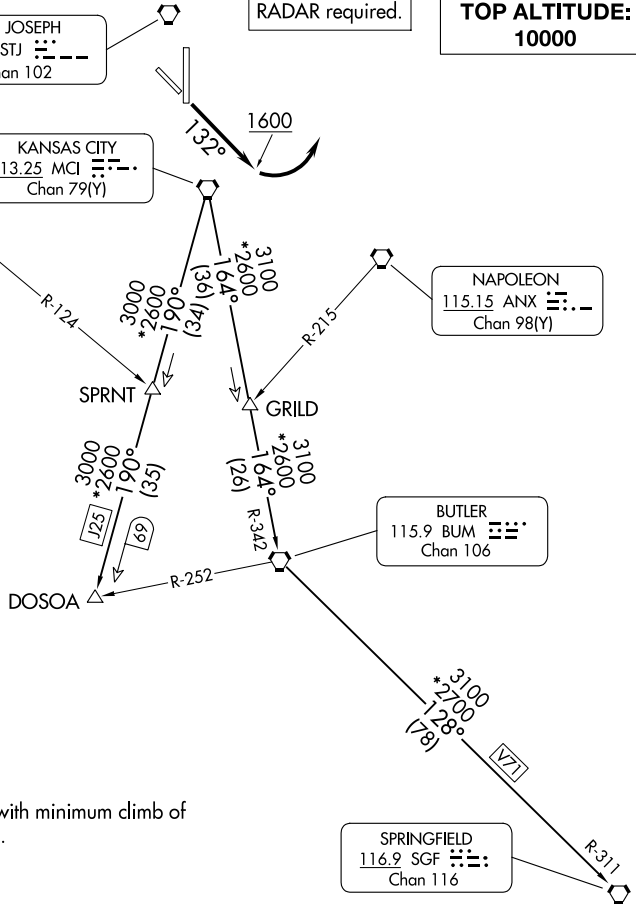 RADAR required.
TOP ALTITUDE:
10000
JOSEPH
STJ
an 102
132°
1600
KANSAS CITY
13.25 MCI
Chan 79(Y)
3000
*2600
190°
(34)
3100
*2600
164°
(36)
NAPOLEON
115.15 ANX
Chan 98(Y)
R-124
R-215
SPRNT
GRILD
3000
*2600
190°
(35)
3100
*2600
164°
(26)
J25
69
R-342
BUTLER
115.9 BUM
Chan 106
DOSOA
R-252
3100
*2700
128°
(78)
V71
with minimum climb of
.
SPRINGFIELD
116.9 SGF
Chan 116
R-311